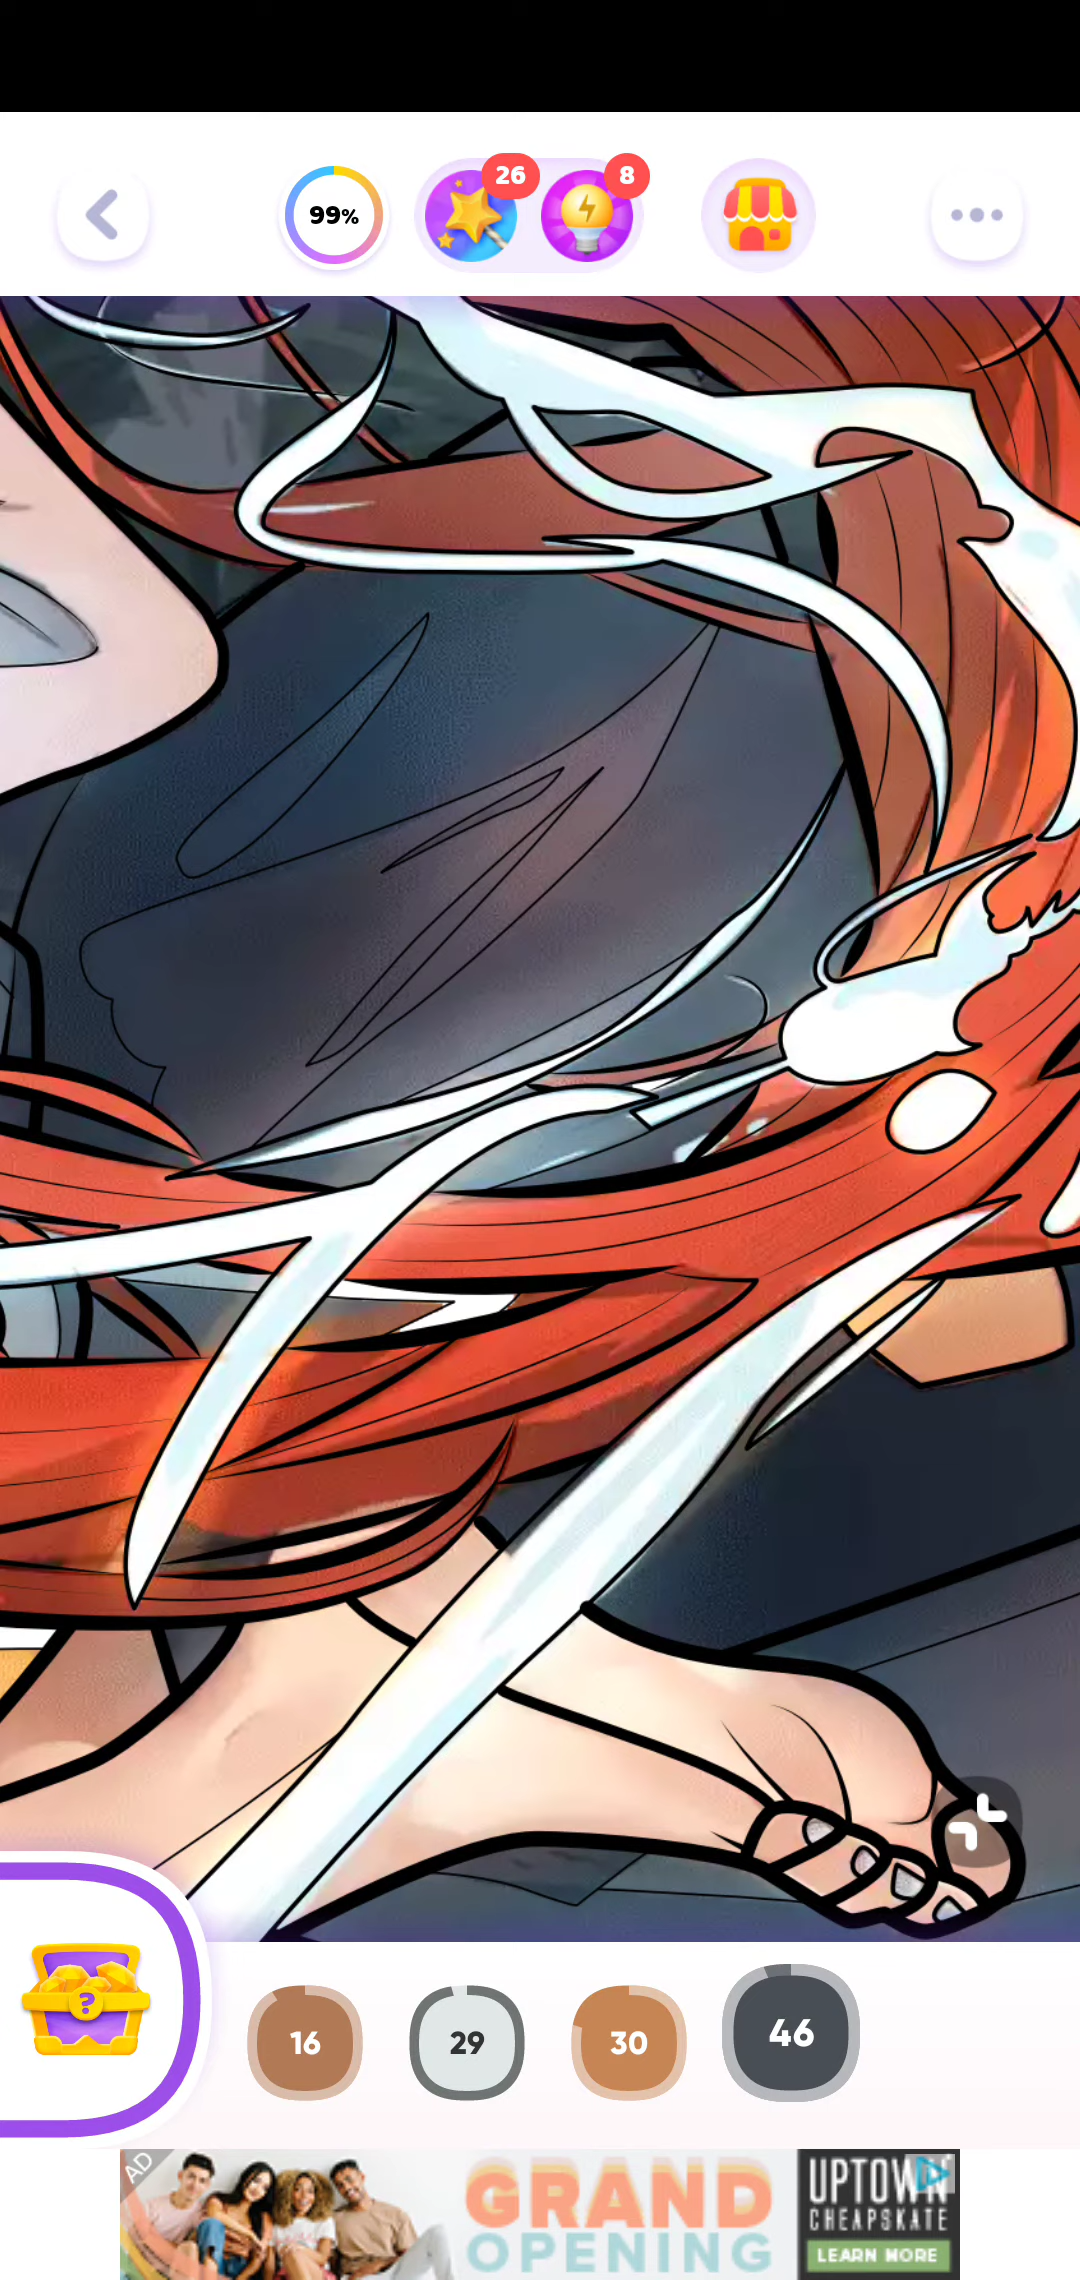 99%
26
8
?
16
29
30
46
AD
GRAND
OPENING
UPTOWN
CHEAPSKATE
LEARN MORE